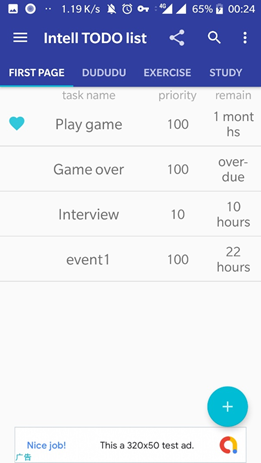 1.19 K/s 4G 65% 00:24
Intell TODO list
FIRST PAGE DUDUDU EXERCISE STUDY
task name priority remain
Play game 100 1 mont
hs
Game over 100 over-
due
Interview 10 10
hours
event1 100 22
hours
+
Nice job! This a 320x50 test ad.
广告